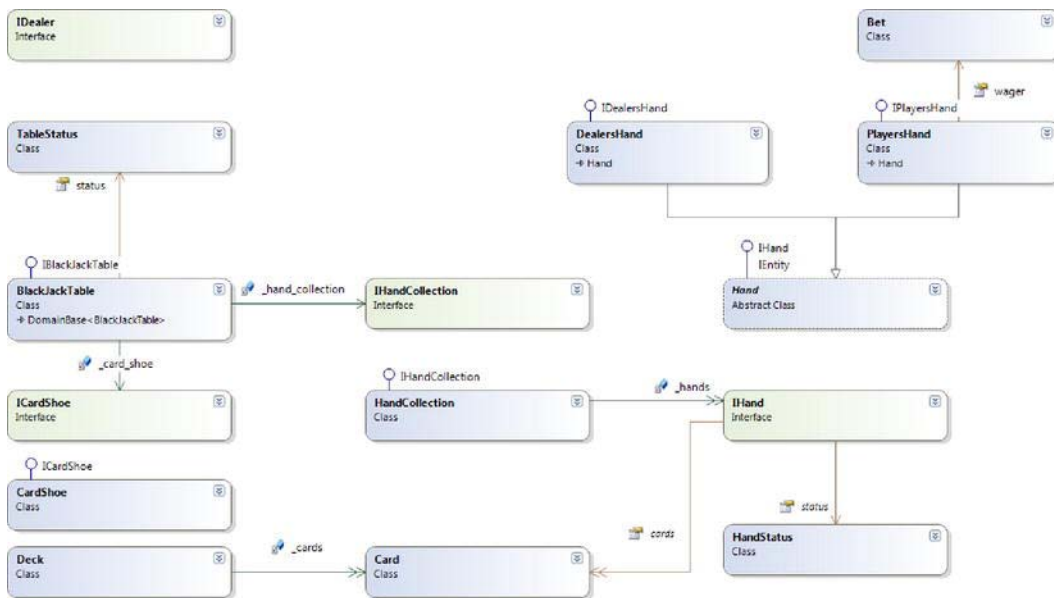 IDealer
Interface
Bet
Class
wager
IDealersHand
IPlayersHand
TableStatus
Class
DealersHand
Class
Hand
PlayersHand
Class
Hand
status
IBlackJackTable
IHand
IEntity
BlackJackTable
Class
DomainBase<BlackJackTable>
_hand_collection
IHandCollection
Interface
Hand
Abstract Class
_card_shoe
IHandCollection
_hands
ICardShoe
Interface
HandCollection
Class
IHand
Interface
ICardShoe
CardShoe
Class
status
cards
HandStatus
Class
Deck
Class
_cards
Card
Class